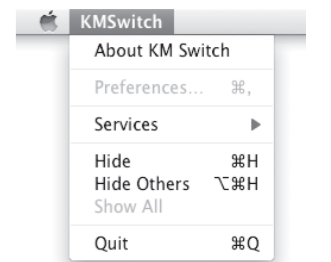 KMSwitch
About KM Switch
Preferences... ⌘,
Services ▶
Hide ⌘H
Hide Others ⌥⌘H
Show All
Quit ⌘Q